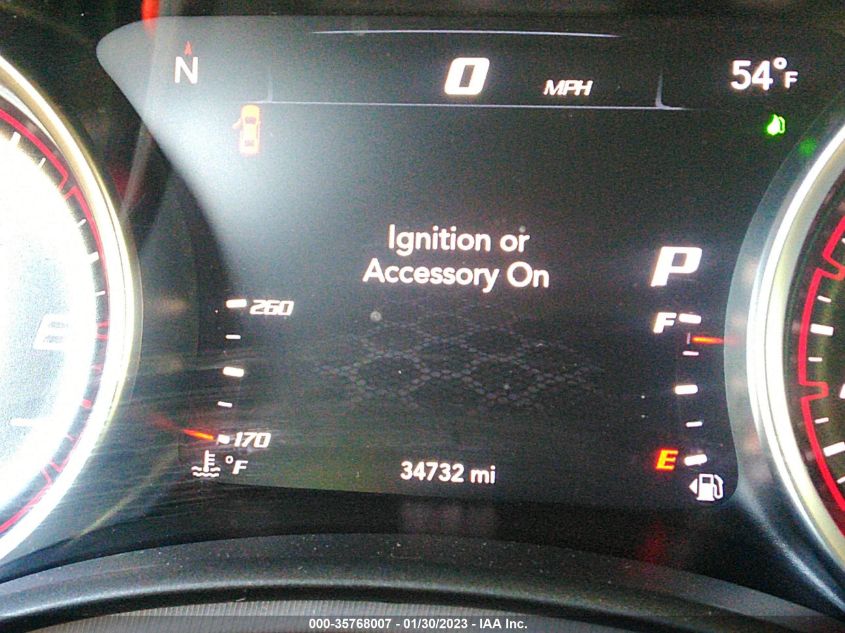 N
0 MPH
54°F
Ignition or
Accessory On
P
260
F
170
°F
E
34732 mi
000-35768007 - 01/30/2023 - IAA Inc.